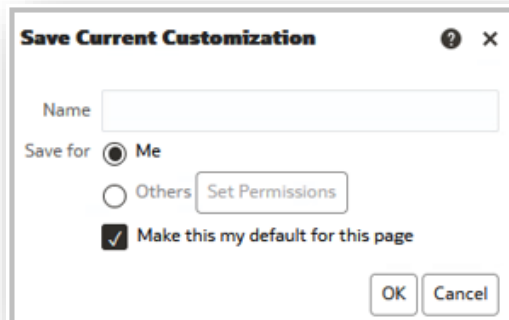 Save Current Customization
Name
Save for Me
Others Set Permissions
Make this my default for this page
OK Cancel